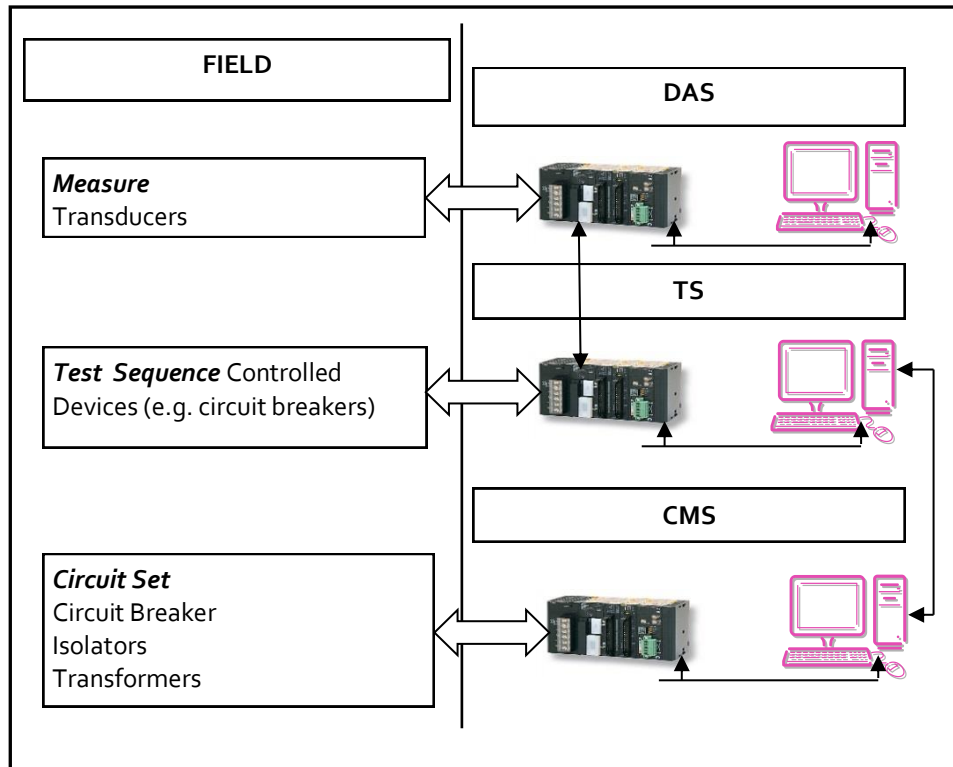 FIELD
DAS
Measure
Transducers
TS
Test Sequence Controlled
Devices (e.g. circuit breakers)
CMS
Circuit Set
Circuit Breaker
Isolators
Transformers